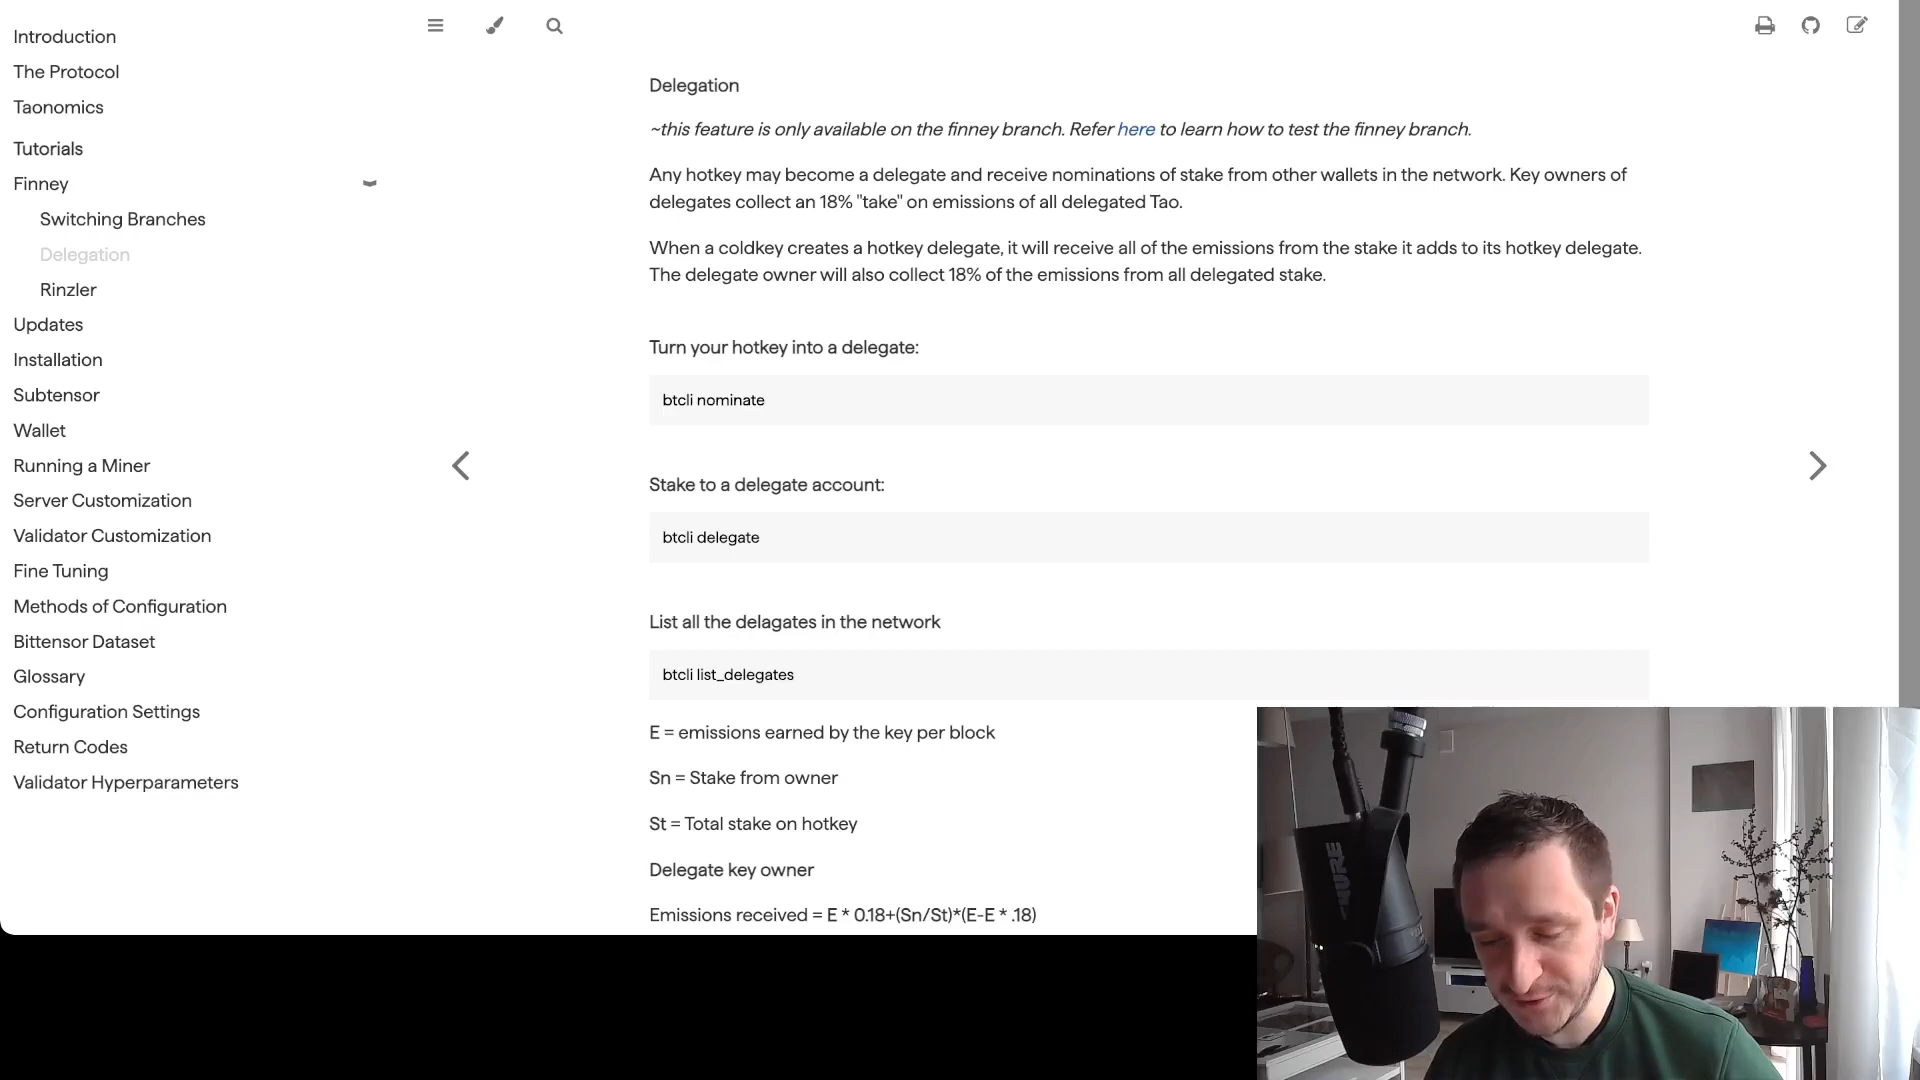 Introduction
The Protocol
Taonomics
Tutorials
Finney
Switching Branches
Delegation
Rinzler
Updates
Installation
Subtensor
Wallet
Running a Miner
Server Customization
Validator Customization
Fine Tuning
Methods of Configuration
Bittensor Dataset
Glossary
Configuration Settings
Return Codes
Validator Hyperparameters
Delegation
~this feature is only available on the finney branch. Refer here to learn how to test the finney branch.
Any hotkey may become a delegate and receive nominations of stake from other wallets in the network. Key owners of
delegates collect an 18% "take" on emissions of all delegated Tao.
When a coldkey creates a hotkey delegate, it will receive all of the emissions from the stake it adds to its hotkey delegate.
The delegate owner will also collect 18% of the emissions from all delegated stake.
Turn your hotkey into a delegate:
btcli nominate
Stake to a delegate account:
btcli delegate
List all the delagates in the network
btcli list_delegates
E = emissions earned by the key per block
Sn = Stake from owner
St = Total stake on hotkey
Delegate key owner
Emissions received = E * 0.18+(Sn/St)*(E-E * .18)
SHURE